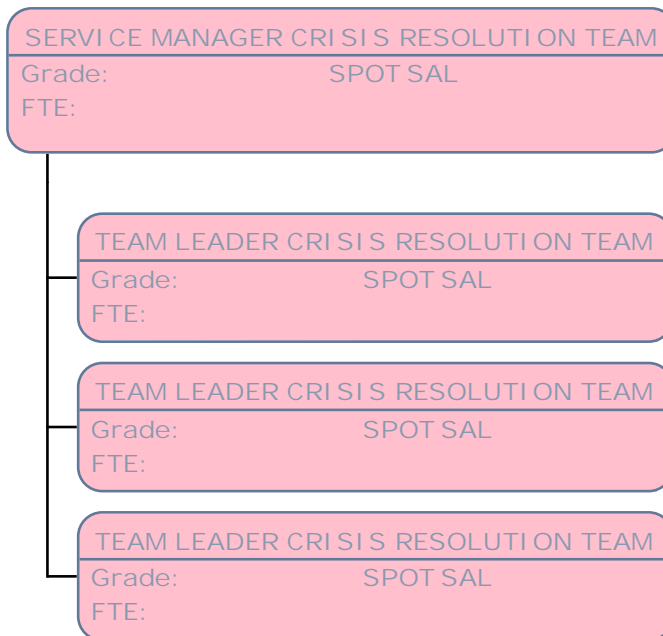 SERVICE MANAGER CRISIS RESOLUTION TEAM
Grade: SPOT SAL
FTE:
TEAM LEADER CRISIS RESOLUTION TEAM
Grade: SPOT SAL
FTE:
TEAM LEADER CRISIS RESOLUTION TEAM
Grade: SPOT SAL
FTE:
TEAM LEADER CRISIS RESOLUTION TEAM
Grade: SPOT SAL
FTE: